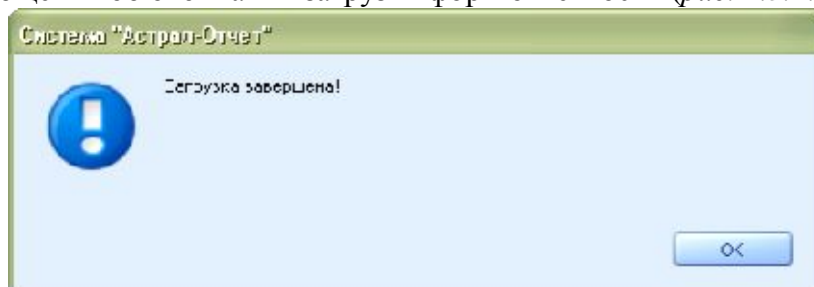 Система "Астрал-Отчет"
Загрузка завершена!
ОК